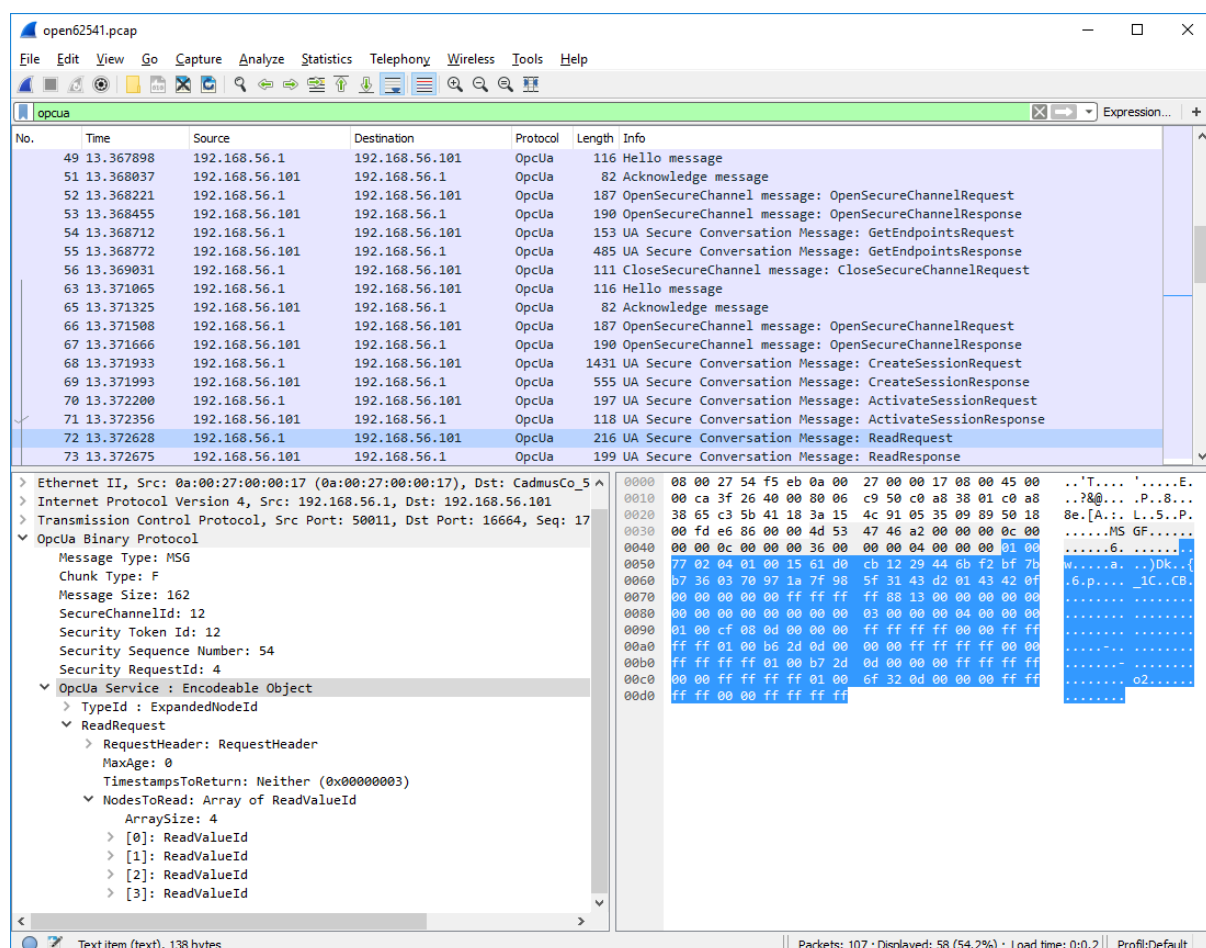 open62541.pcap
File Edit View Go Capture Analyze Statistics Telephony Wireless Tools Help
opcua Expression... +
No. Time Source Destination Protocol Length Info
49 13.367898 192.168.56.1 192.168.56.101 OpcUa 116 Hello message
51 13.368037 192.168.56.101 192.168.56.1 OpcUa 82 Acknowledge message
52 13.368221 192.168.56.1 192.168.56.101 OpcUa 187 OpenSecureChannel message: OpenSecureChannelRequest
53 13.368455 192.168.56.101 192.168.56.1 OpcUa 190 OpenSecureChannel message: OpenSecureChannelResponse
54 13.368712 192.168.56.1 192.168.56.101 OpcUa 153 UA Secure Conversation Message: GetEndpointsRequest
55 13.368772 192.168.56.101 192.168.56.1 OpcUa 485 UA Secure Conversation Message: GetEndpointsResponse
56 13.369031 192.168.56.1 192.168.56.101 OpcUa 111 CloseSecureChannel message: CloseSecureChannelRequest
63 13.371065 192.168.56.1 192.168.56.101 OpcUa 116 Hello message
65 13.371325 192.168.56.101 192.168.56.1 OpcUa 82 Acknowledge message
66 13.371508 192.168.56.1 192.168.56.101 OpcUa 187 OpenSecureChannel message: OpenSecureChannelRequest
67 13.371666 192.168.56.101 192.168.56.1 OpcUa 190 OpenSecureChannel message: OpenSecureChannelResponse
68 13.371933 192.168.56.1 192.168.56.101 OpcUa 1431 UA Secure Conversation Message: CreateSessionRequest
69 13.371993 192.168.56.101 192.168.56.1 OpcUa 555 UA Secure Conversation Message: CreateSessionResponse
70 13.372200 192.168.56.1 192.168.56.101 OpcUa 197 UA Secure Conversation Message: ActivateSessionRequest
71 13.372356 192.168.56.101 192.168.56.1 OpcUa 118 UA Secure Conversation Message: ActivateSessionResponse
72 13.372628 192.168.56.1 192.168.56.101 OpcUa 216 UA Secure Conversation Message: ReadRequest
73 13.372675 192.168.56.101 192.168.56.1 OpcUa 199 UA Secure Conversation Message: ReadResponse
Ethernet II, Src: 0a:00:27:00:00:17 (0a:00:27:00:00:17), Dst: CadmusCo_5
Internet Protocol Version 4, Src: 192.168.56.1, Dst: 192.168.56.101
Transmission Control Protocol, Src Port: 50011, Dst Port: 16664, Seq: 17
OpcUa Binary Protocol
Message Type: MSG
Chunk Type: F
Message Size: 162
SecureChannelId: 12
Security Token Id: 12
Security Sequence Number: 54
Security RequestId: 4
OpcUa Service : Encodeable Object
TypeId : ExpandedNodeId
ReadRequest
RequestHeader: RequestHeader
MaxAge: 0
TimestampsToReturn: Neither (0x00000003)
NodesToRead: Array of ReadValueId
ArraySize: 4
[0]: ReadValueId
[1]: ReadValueId
[2]: ReadValueId
[3]: ReadValueId
0000 08 00 27 54 f5 eb 0a 00 27 00 00 17 08 00 45 00 ..'T.... '.....E.
0010 00 ca 3f 26 40 00 80 06 c9 50 c0 a8 38 01 c0 a8 ..?&@... .P..8...
0020 38 65 c3 5b 41 18 3a 15 4c 91 05 35 09 89 50 18 8e.[A.:. L..5..P.
0030 00 fd e6 86 00 00 4d 53 47 46 a2 00 00 00 0c 00 ......MS GF......
0040 00 00 0c 00 00 00 36 00 00 00 04 00 00 00 01 00 ......6. ........
0050 77 02 04 01 00 15 61 d0 cb 12 29 44 6b f2 bf 7b w.....a. ..)Dk..{
0060 b7 36 03 70 97 1a 7f 98 5f 31 43 d2 01 43 42 0f .6.p.... _1C..CB.
0070 00 00 00 00 00 ff ff ff ff 88 13 00 00 00 00 00 ........ ........
0080 00 00 00 00 00 00 00 00 03 00 00 00 04 00 00 00 ........ ........
0090 01 00 cf 08 0d 00 00 00 ff ff ff ff 00 00 ff ff ........ ........
00a0 ff ff 01 00 b6 2d 0d 00 00 00 ff ff ff ff 00 00 .....-.. ........
00b0 ff ff ff ff 01 00 b7 2d 0d 00 00 00 ff ff ff ff .......- ........
00c0 00 00 ff ff ff ff 01 00 6f 32 0d 00 00 00 ff ff ........ o2......
00d0 ff ff 00 00 ff ff ff ff ........
Text item (text), 138 bytes Packets: 107 · Displayed: 58 (54.2%) · Load time: 0:0.2 Profil:Default